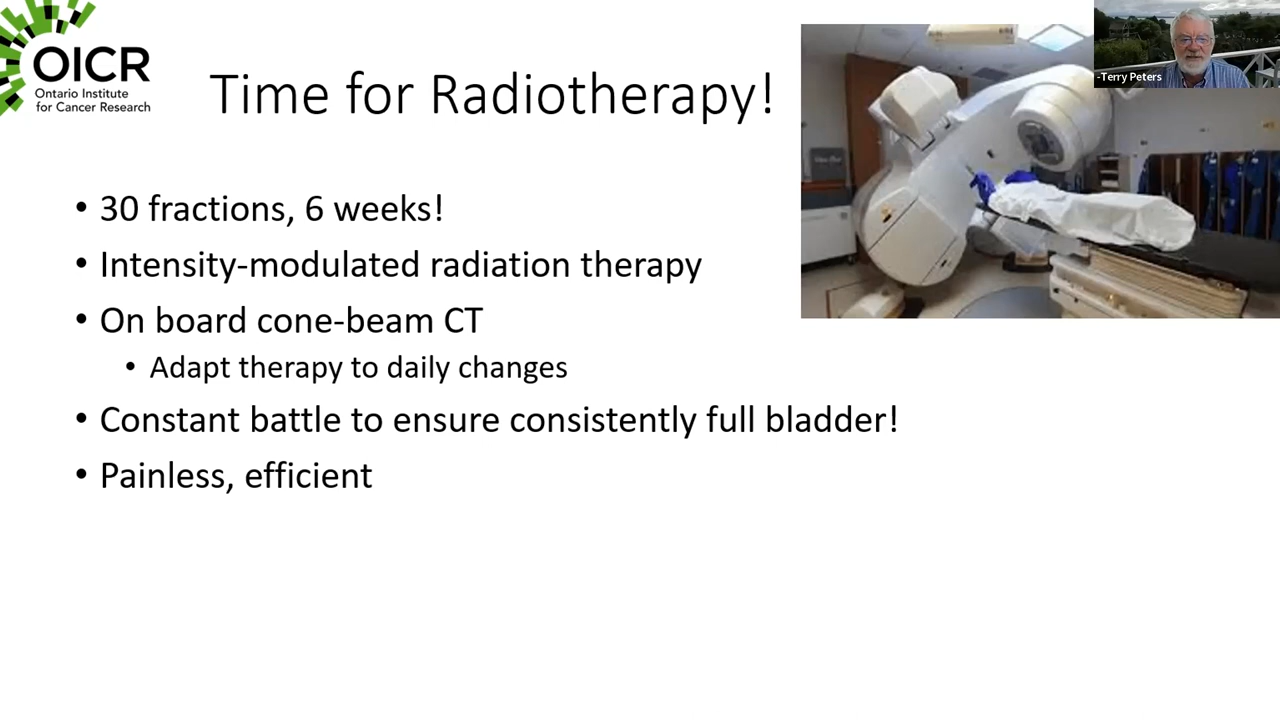 OICR
Ontario Institute
for Cancer Research
Time for Radiotherapy!
-Terry Peters
• 30 fractions, 6 weeks!
• Intensity-modulated radiation therapy
• On board cone-beam CT
• Adapt therapy to daily changes
• Constant battle to ensure consistently full bladder!
• Painless, efficient